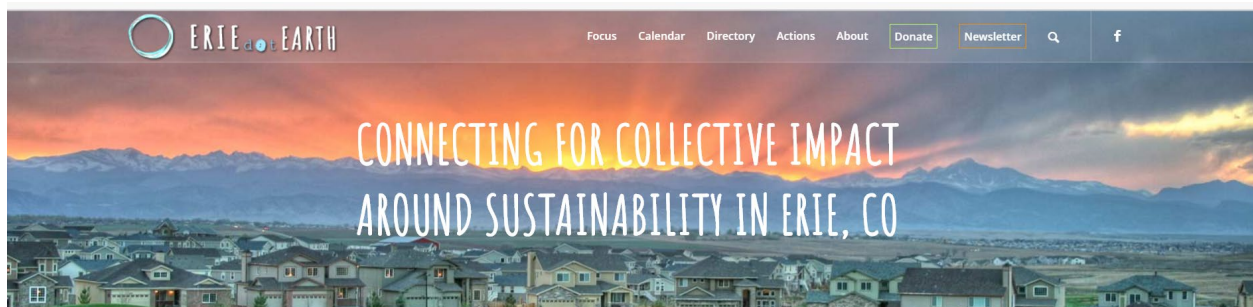 ERIE dot EARTH
Focus Calendar Directory Actions About Donate Newsletter f
CONNECTING FOR COLLECTIVE IMPACT
AROUND SUSTAINABILITY IN ERIE, CO